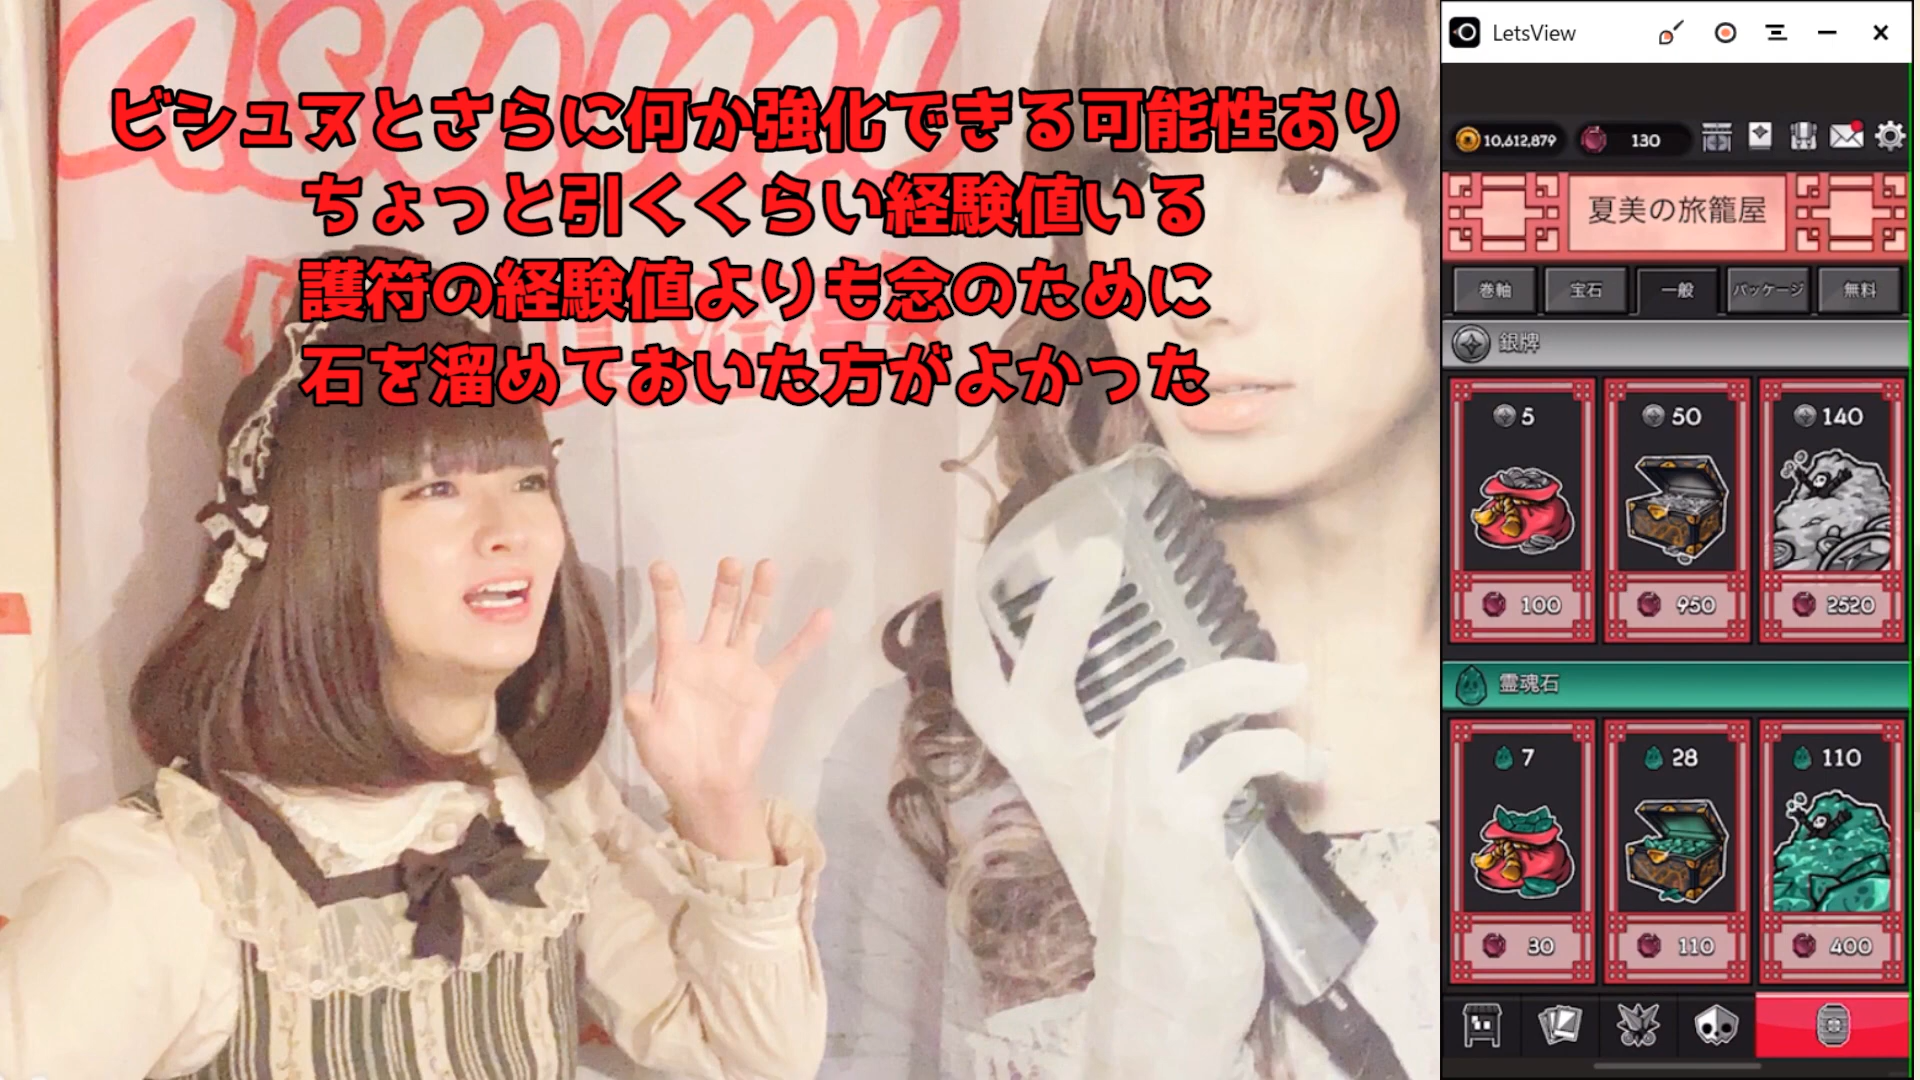 asami
ビシュヌとさらに何か強化できる可能性あり
ちょっと引くくらい経験値いる
護符の経験値よりも念のために
石を溜めておいた方がよかった
LetsView
10,612,879
130
夏美の旅籠屋
巻軸
宝石
一般
パッケージ
無料
銀牌
5
50
140
100
950
2520
霊魂石
7
28
110
30
110
400